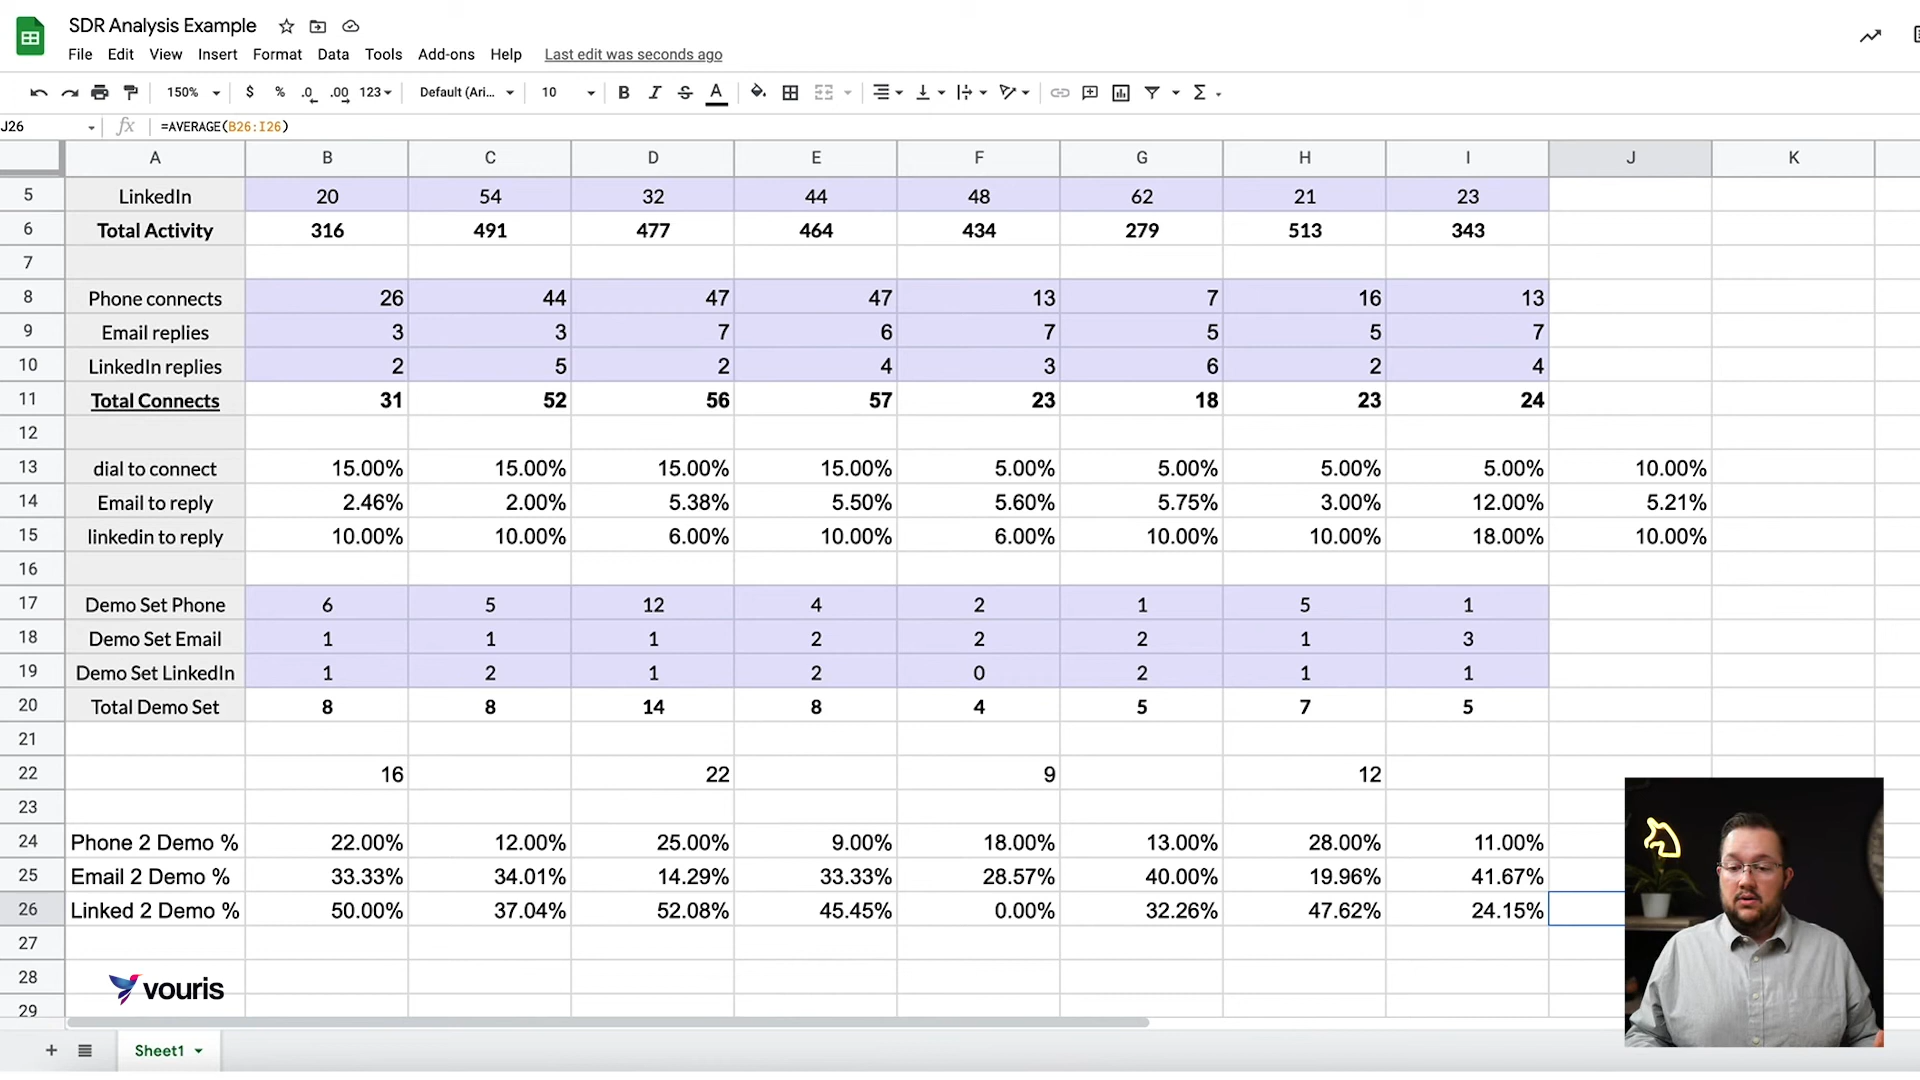 SDR Analysis Example
File Edit View Insert Format Data Tools Add-ons Help Last edit was seconds ago
150% $ % .0 .00 123 Default (Ari... 10 B I S A Σ
J26 fx =AVERAGE(B26:I26)
A B C D E F G H I J K
5 LinkedIn 20 54 32 44 48 62 21 23
6 Total Activity 316 491 477 464 434 279 513 343
7
8 Phone connects 26 44 47 47 13 7 16 13
9 Email replies 3 3 7 6 7 5 5 7
10 LinkedIn replies 2 5 2 4 3 6 2 4
11 Total Connects 31 52 56 57 23 18 23 24
12
13 dial to connect 15.00% 15.00% 15.00% 15.00% 5.00% 5.00% 5.00% 5.00% 10.00%
14 Email to reply 2.46% 2.00% 5.38% 5.50% 5.60% 5.75% 3.00% 12.00% 5.21%
15 linkedin to reply 10.00% 10.00% 6.00% 10.00% 6.00% 10.00% 10.00% 18.00% 10.00%
16
17 Demo Set Phone 6 5 12 4 2 1 5 1
18 Demo Set Email 1 1 1 2 2 2 1 3
19 Demo Set LinkedIn 1 2 1 2 0 2 1 1
20 Total Demo Set 8 8 14 8 4 5 7 5
21
22 16 22 9 12
23
24 Phone 2 Demo % 22.00% 12.00% 25.00% 9.00% 18.00% 13.00% 28.00% 11.00%
25 Email 2 Demo % 33.33% 34.01% 14.29% 33.33% 28.57% 40.00% 19.96% 41.67%
26 Linked 2 Demo % 50.00% 37.04% 52.08% 45.45% 0.00% 32.26% 47.62% 24.15%
27
28 vouris
29
+ Sheet1